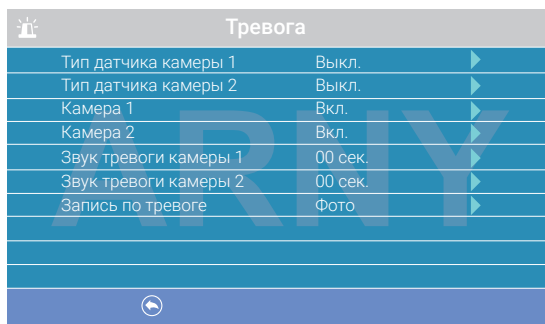 Тревога
Тип датчика камеры 1 Выкл.
Тип датчика камеры 2 Выкл.
Камера 1 Вкл.
Камера 2 Вкл.
Звук тревоги камеры 1 00 сек.
Звук тревоги камеры 2 00 сек.
Запись по тревоге Фото
ARNY